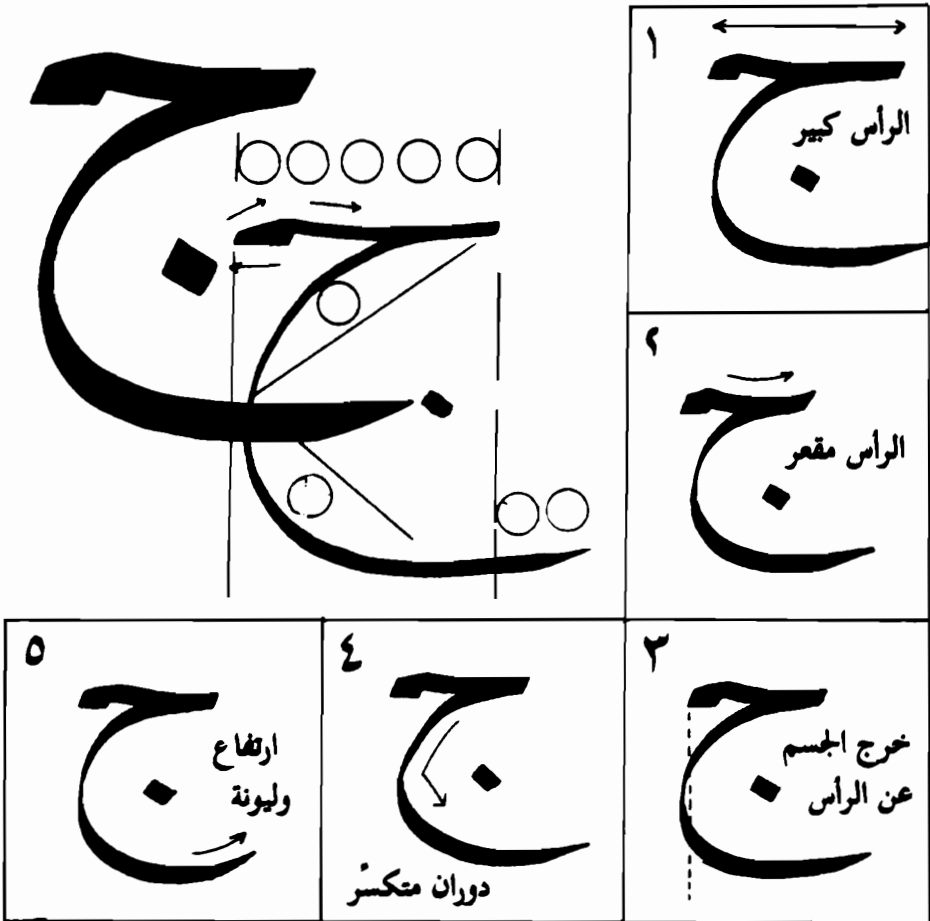 ج
ج
١
ج
الرأس كبير
٢
ج
الرأس مقعر
٣
ج
خرج الجسم
عن الرأس
٤
ج
دوران متكسّر
٥
ج
ارتفاع
وليونة